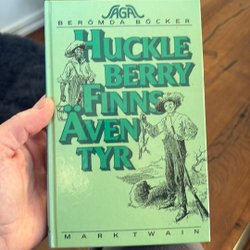 SAGA
BERÖMDA BÖCKER
HUCKLE
BERRY
FINNS
ÄVEN
TYR
MARK TWAIN